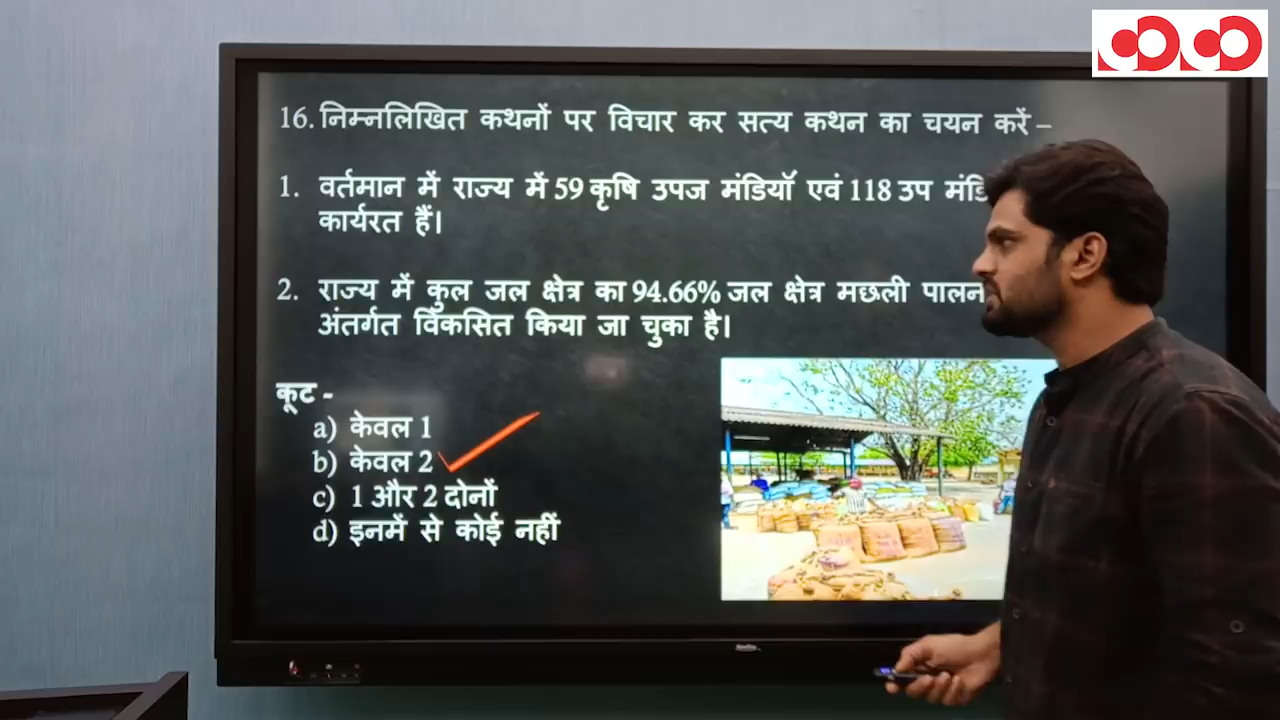 16. निम्नलिखित कथनों पर विचार कर सत्य कथन का चयन करें –
1. वर्तमान में राज्य में 59 कृषि उपज मंडियॉ एवं 118 उप
कार्यरत हैं।
2. राज्य में कुल जल क्षेत्र का 94.66% जल क्षेत्र मछली पालन
अंतर्गत विकसित किया जा चुका है।
कूट -
a) केवल 1
b) केवल 2
c) 1 और 2 दोनों
d) इनमें से कोई नहीं